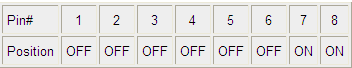 Pin# 1 2 3 4 5 6 7 8
Position OFF OFF OFF OFF OFF OFF ON ON